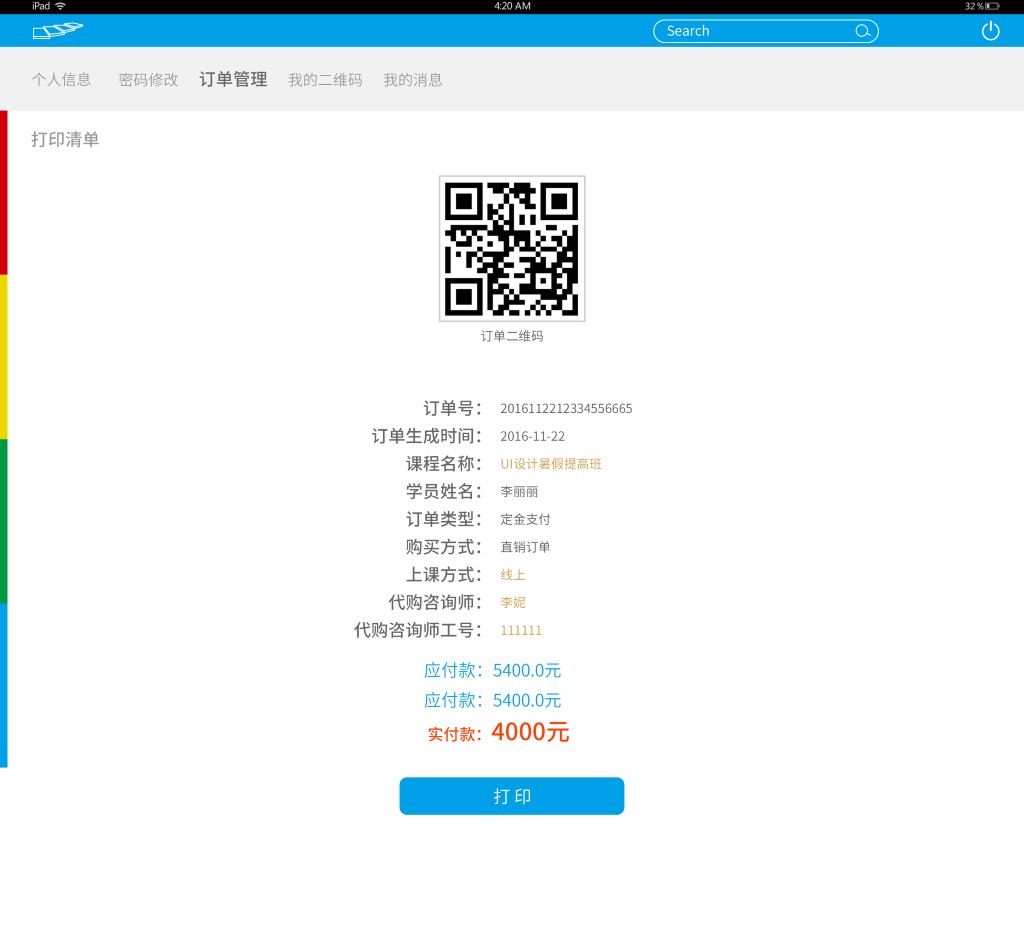 iPad 4:20 AM 32%
Search
个人信息 密码修改 订单管理 我的二维码 我的消息
打印清单
订单二维码
订单号： 2016112212334556665
订单生成时间： 2016-11-22
课程名称： UI设计暑假提高班
学员姓名： 李丽丽
订单类型： 定金支付
购买方式： 直销订单
上课方式： 线上
代购咨询师： 李妮
代购咨询师工号： 111111
应付款：5400.0元
应付款：5400.0元
实付款：4000元
打 印